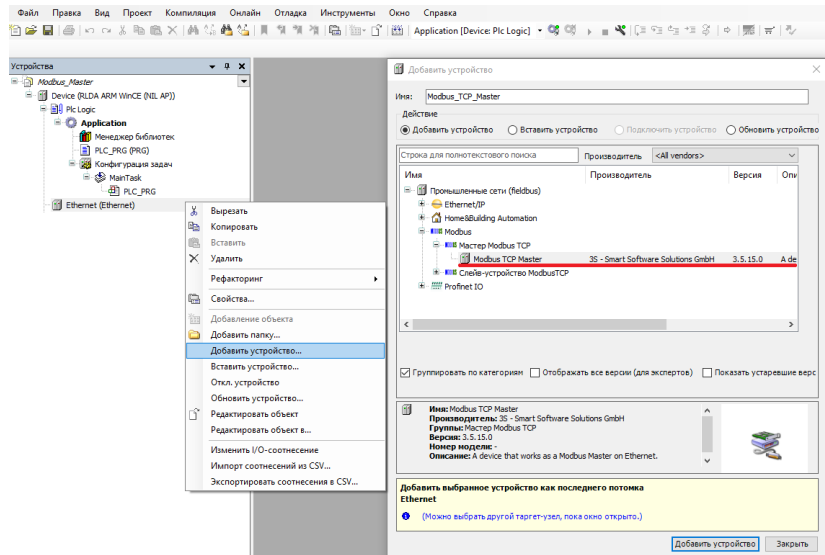 Файл Правка Вид Проект Компиляция Онлайн Отладка Инструменты Окно Справка
Application [Device: Plc Logic]
Устройства
Modbus_Master
Device (RLDA ARM WinCE (NIL AP))
Plc Logic
Application
Менеджер библиотек
PLC_PRG (PRG)
Конфигурация задач
MainTask
PLC_PRG
Ethernet (Ethernet)
Вырезать
Копировать
Вставить
Удалить
Рефакторинг
Свойства...
Добавление объекта
Добавить папку...
Добавить устройство...
Вставить устройство...
Откл. устройство
Обновить устройство...
Редактировать объект
Редактировать объект в...
Изменить I/O-соотнесение
Импорт соотнесений из CSV...
Экспортировать соотнесения в CSV...
Добавить устройство
Имя: Modbus_TCP_Master
Действие
Добавить устройство Вставить устройство Подключить устройство Обновить устройство
Строка для полнотекстового поиска Производитель <All vendors>
Имя Производитель Версия Опи
Промышленные сети (fieldbus)
Ethernet/IP
Home&Building Automation
Modbus
Мастер Modbus TCP
Modbus TCP Master 3S - Smart Software Solutions GmbH 3.5.15.0 A de
Слейв-устройство ModbusTCP
Profinet IO
Группировать по категориям Отображать все версии (для экспертов) Показать устаревшие верс
Имя: Modbus TCP Master
Производитель: 3S - Smart Software Solutions GmbH
Группы: Мастер Modbus TCP
Версия: 3.5.15.0
Номер модели: -
Описание: A device that works as a Modbus Master on Ethernet.
Добавить выбранное устройство как последнего потомка
Ethernet
(Можно выбрать другой таргет-узел, пока окно открыто.)
Добавить устройство Закрыть